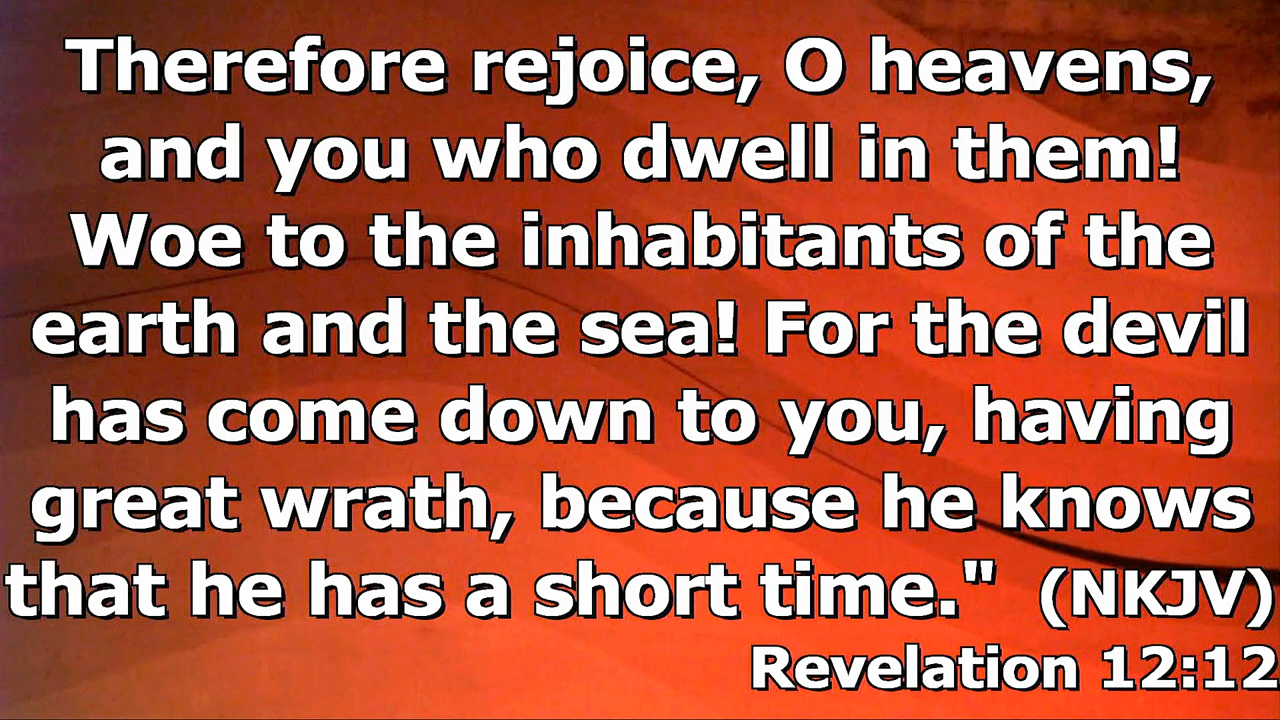 Therefore rejoice, O heavens,
and you who dwell in them!
Woe to the inhabitants of the
earth and the sea! For the devil
has come down to you, having
great wrath, because he knows
that he has a short time." (NKJV)
Revelation 12:12